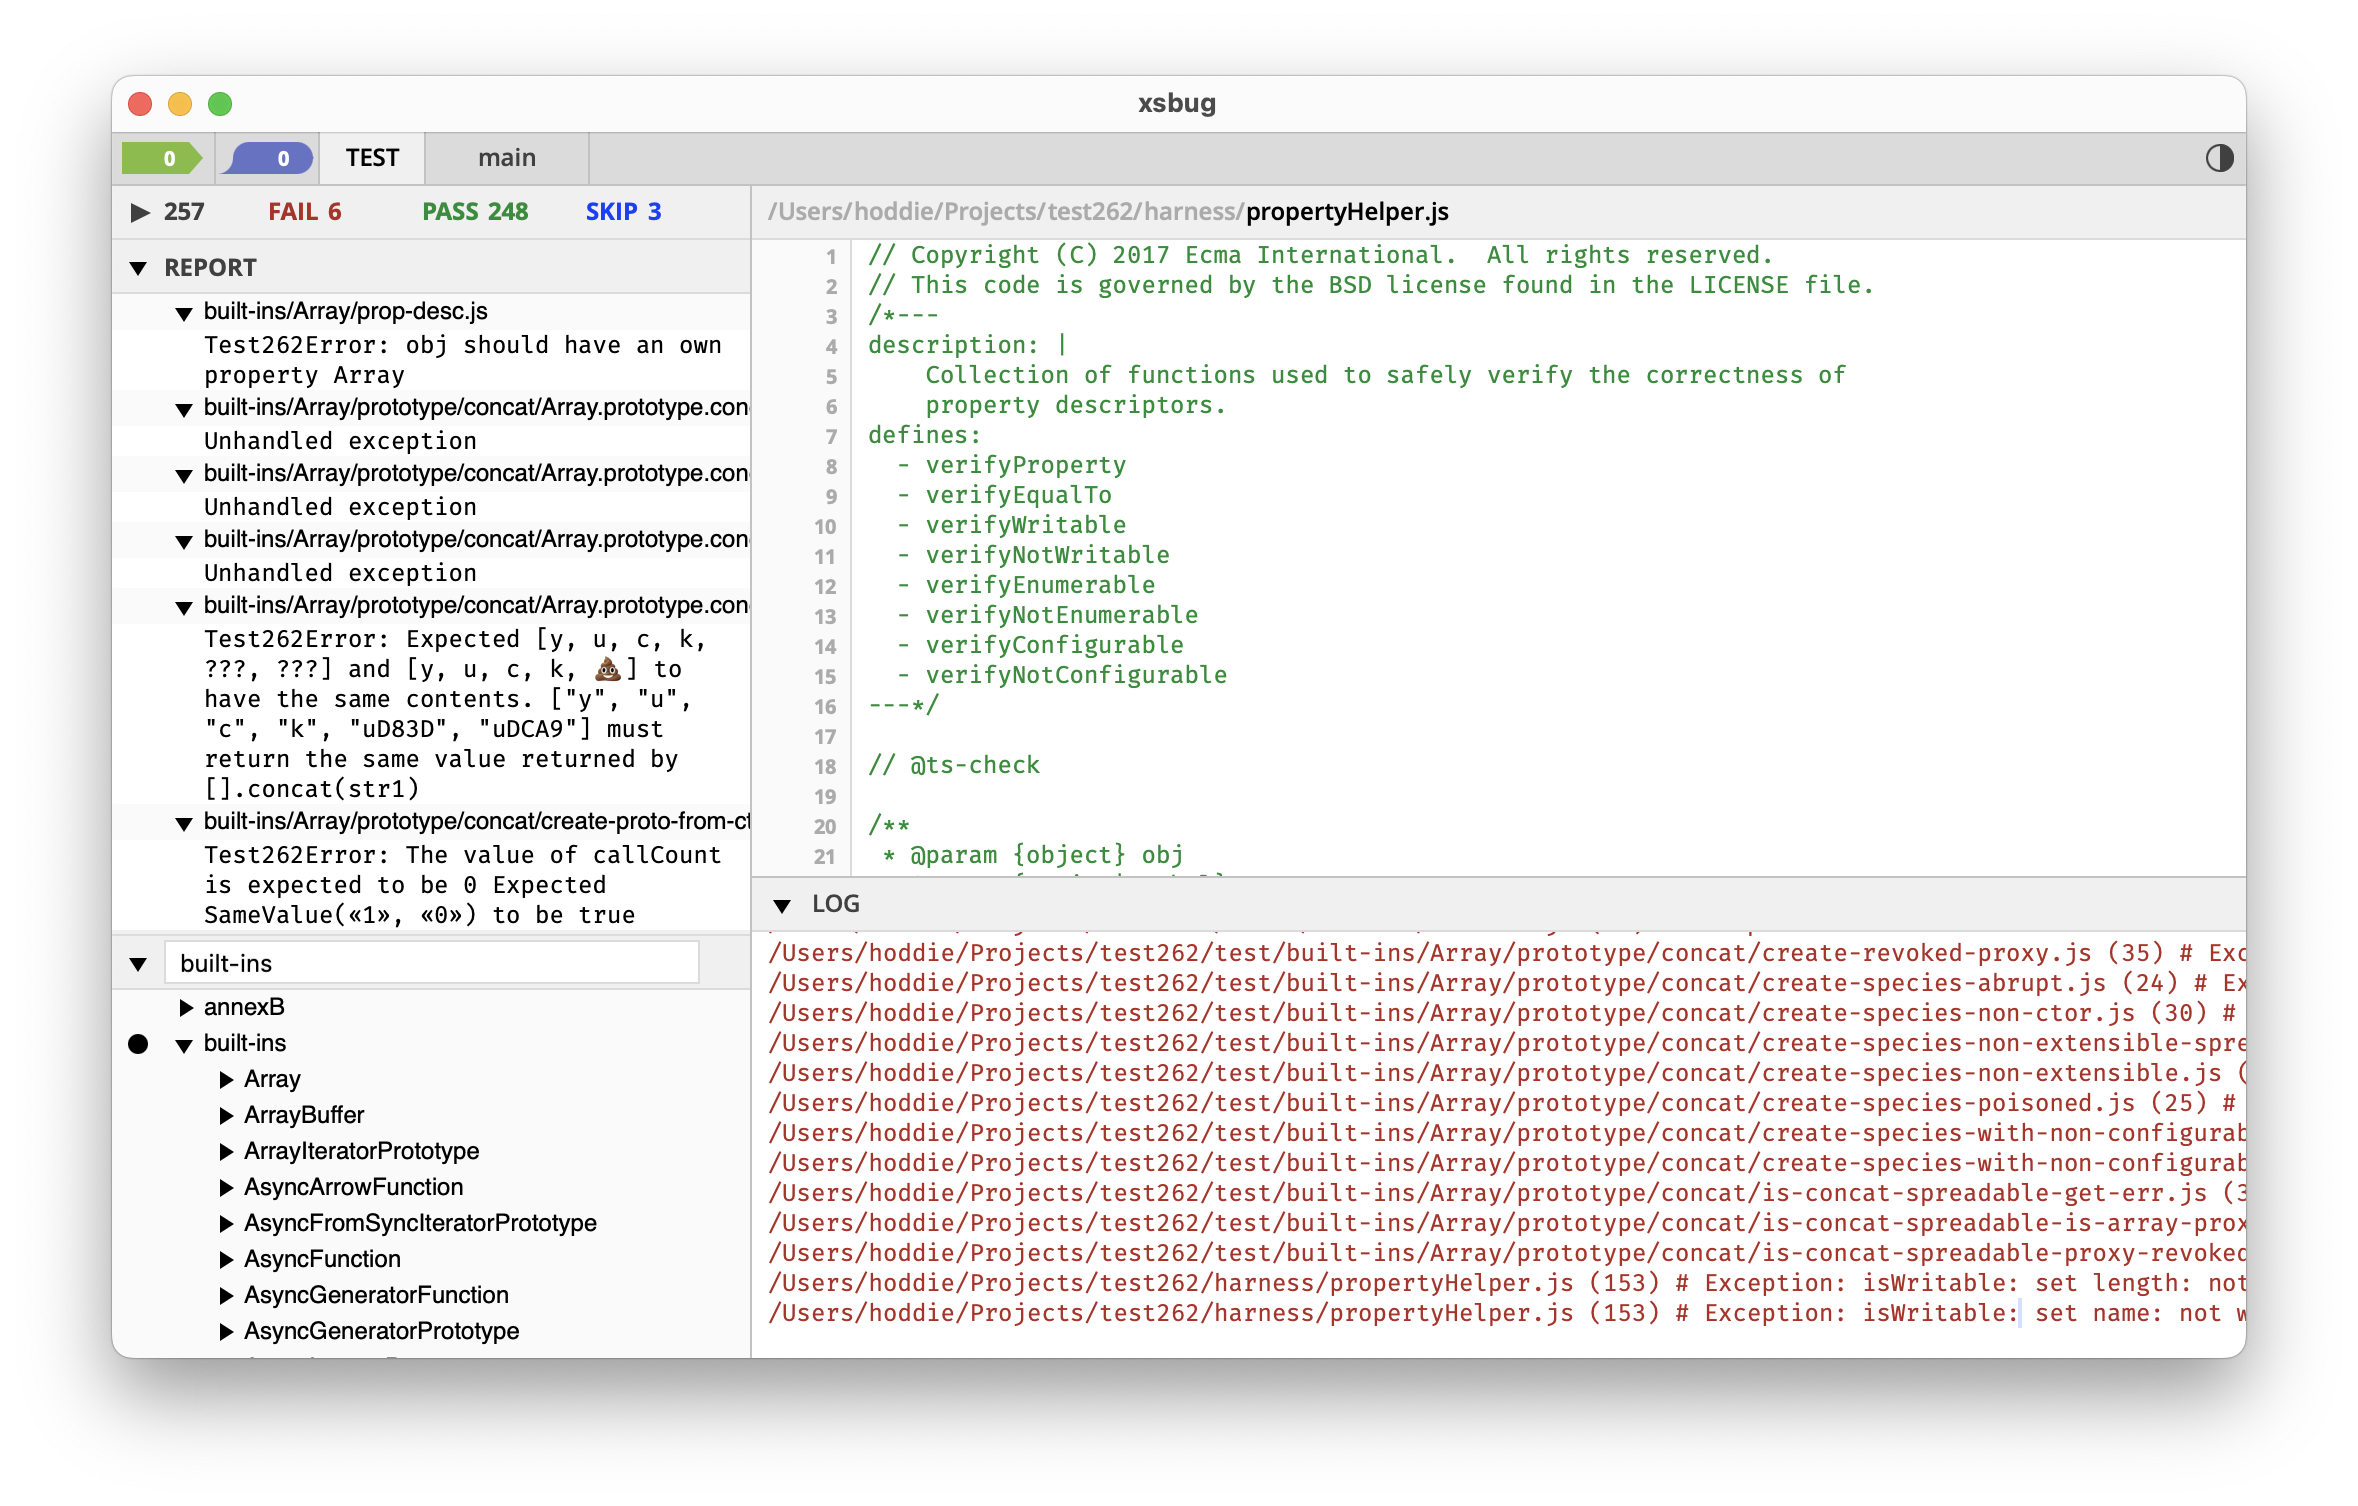 xsbug
0
0
TEST
main
257
FAIL 6
PASS 248
SKIP 3
REPORT
built-ins/Array/prop-desc.js
Test262Error: obj should have an own
property Array
built-ins/Array/prototype/concat/Array.prototype.con
Unhandled exception
built-ins/Array/prototype/concat/Array.prototype.con
Unhandled exception
built-ins/Array/prototype/concat/Array.prototype.con
Unhandled exception
built-ins/Array/prototype/concat/Array.prototype.con
Test262Error: Expected [y, u, c, k,
???, ???] and [y, u, c, k, 💩] to
have the same contents. ["y", "u",
"c", "k", "uD83D", "uDCA9"] must
return the same value returned by
[].concat(str1)
built-ins/Array/prototype/concat/create-proto-from-ct
Test262Error: The value of callCount
is expected to be 0 Expected
SameValue(«1», «0») to be true
built-ins
annexB
built-ins
Array
ArrayBuffer
ArrayIteratorPrototype
AsyncArrowFunction
AsyncFromSyncIteratorPrototype
AsyncFunction
AsyncGeneratorFunction
AsyncGeneratorPrototype
/Users/hoddie/Projects/test262/harness/propertyHelper.js
1 // Copyright (C) 2017 Ecma International.  All rights reserved.
2 // This code is governed by the BSD license found in the LICENSE file.
3 /*---
4 description: |
5     Collection of functions used to safely verify the correctness of
6     property descriptors.
7 defines:
8   - verifyProperty
9   - verifyEqualTo
10   - verifyWritable
11   - verifyNotWritable
12   - verifyEnumerable
13   - verifyNotEnumerable
14   - verifyConfigurable
15   - verifyNotConfigurable
16 ---*/
17
18 // @ts-check
19
20 /**
21  * @param {object} obj
LOG
/Users/hoddie/Projects/test262/test/built-ins/Array/prototype/concat/create-revoked-proxy.js (35) # Exc
/Users/hoddie/Projects/test262/test/built-ins/Array/prototype/concat/create-species-abrupt.js (24) # Ex
/Users/hoddie/Projects/test262/test/built-ins/Array/prototype/concat/create-species-non-ctor.js (30) #
/Users/hoddie/Projects/test262/test/built-ins/Array/prototype/concat/create-species-non-extensible-spre
/Users/hoddie/Projects/test262/test/built-ins/Array/prototype/concat/create-species-non-extensible.js (
/Users/hoddie/Projects/test262/test/built-ins/Array/prototype/concat/create-species-poisoned.js (25) #
/Users/hoddie/Projects/test262/test/built-ins/Array/prototype/concat/create-species-with-non-configurab
/Users/hoddie/Projects/test262/test/built-ins/Array/prototype/concat/create-species-with-non-configurab
/Users/hoddie/Projects/test262/test/built-ins/Array/prototype/concat/is-concat-spreadable-get-err.js (3
/Users/hoddie/Projects/test262/test/built-ins/Array/prototype/concat/is-concat-spreadable-is-array-prox
/Users/hoddie/Projects/test262/test/built-ins/Array/prototype/concat/is-concat-spreadable-proxy-revoked
/Users/hoddie/Projects/test262/harness/propertyHelper.js (153) # Exception: isWritable: set length: not
/Users/hoddie/Projects/test262/harness/propertyHelper.js (153) # Exception: isWritable: set name: not w